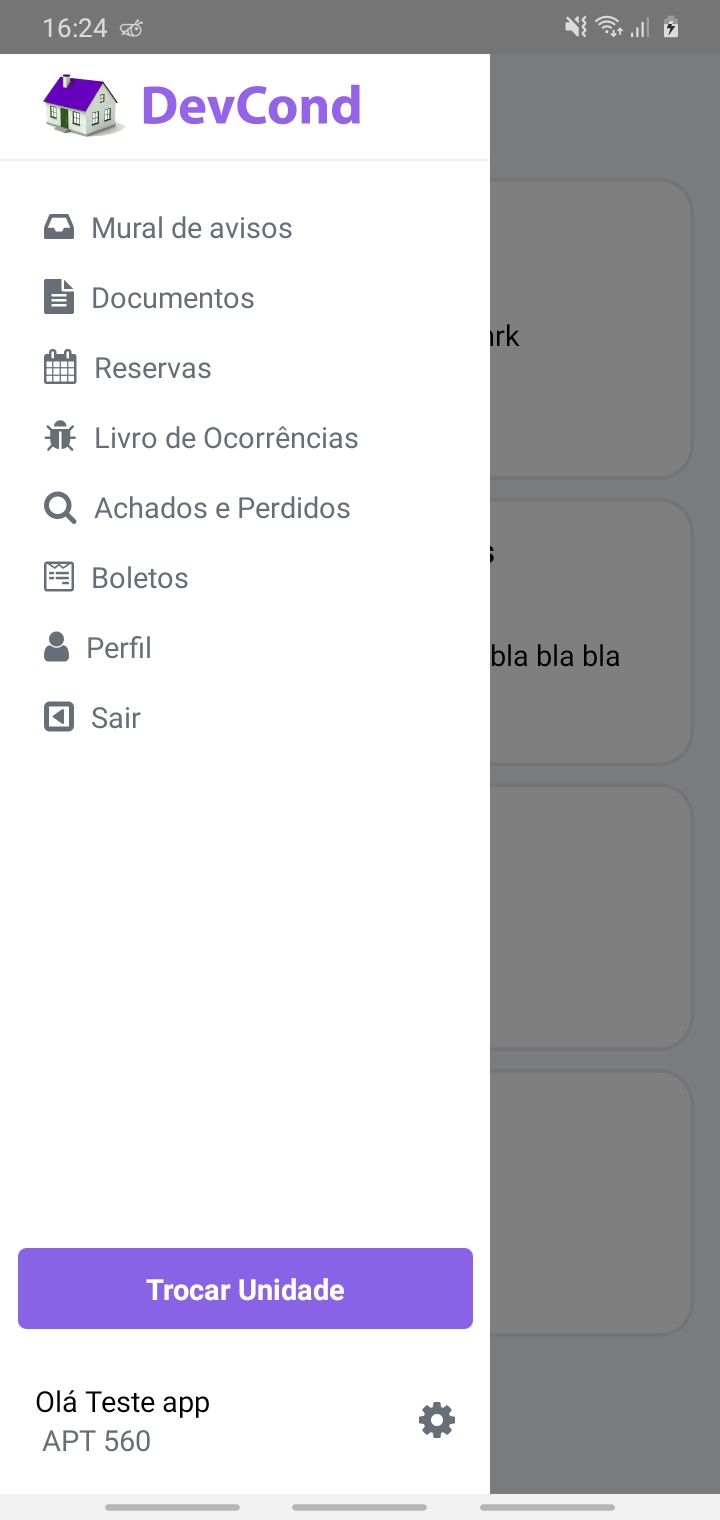 16:24
DevCond
Mural de avisos
Documentos
Reservas
Livro de Ocorrências
Achados e Perdidos
Boletos
Perfil
Sair
bla bla bla
Trocar Unidade
Olá Teste app
APT 560